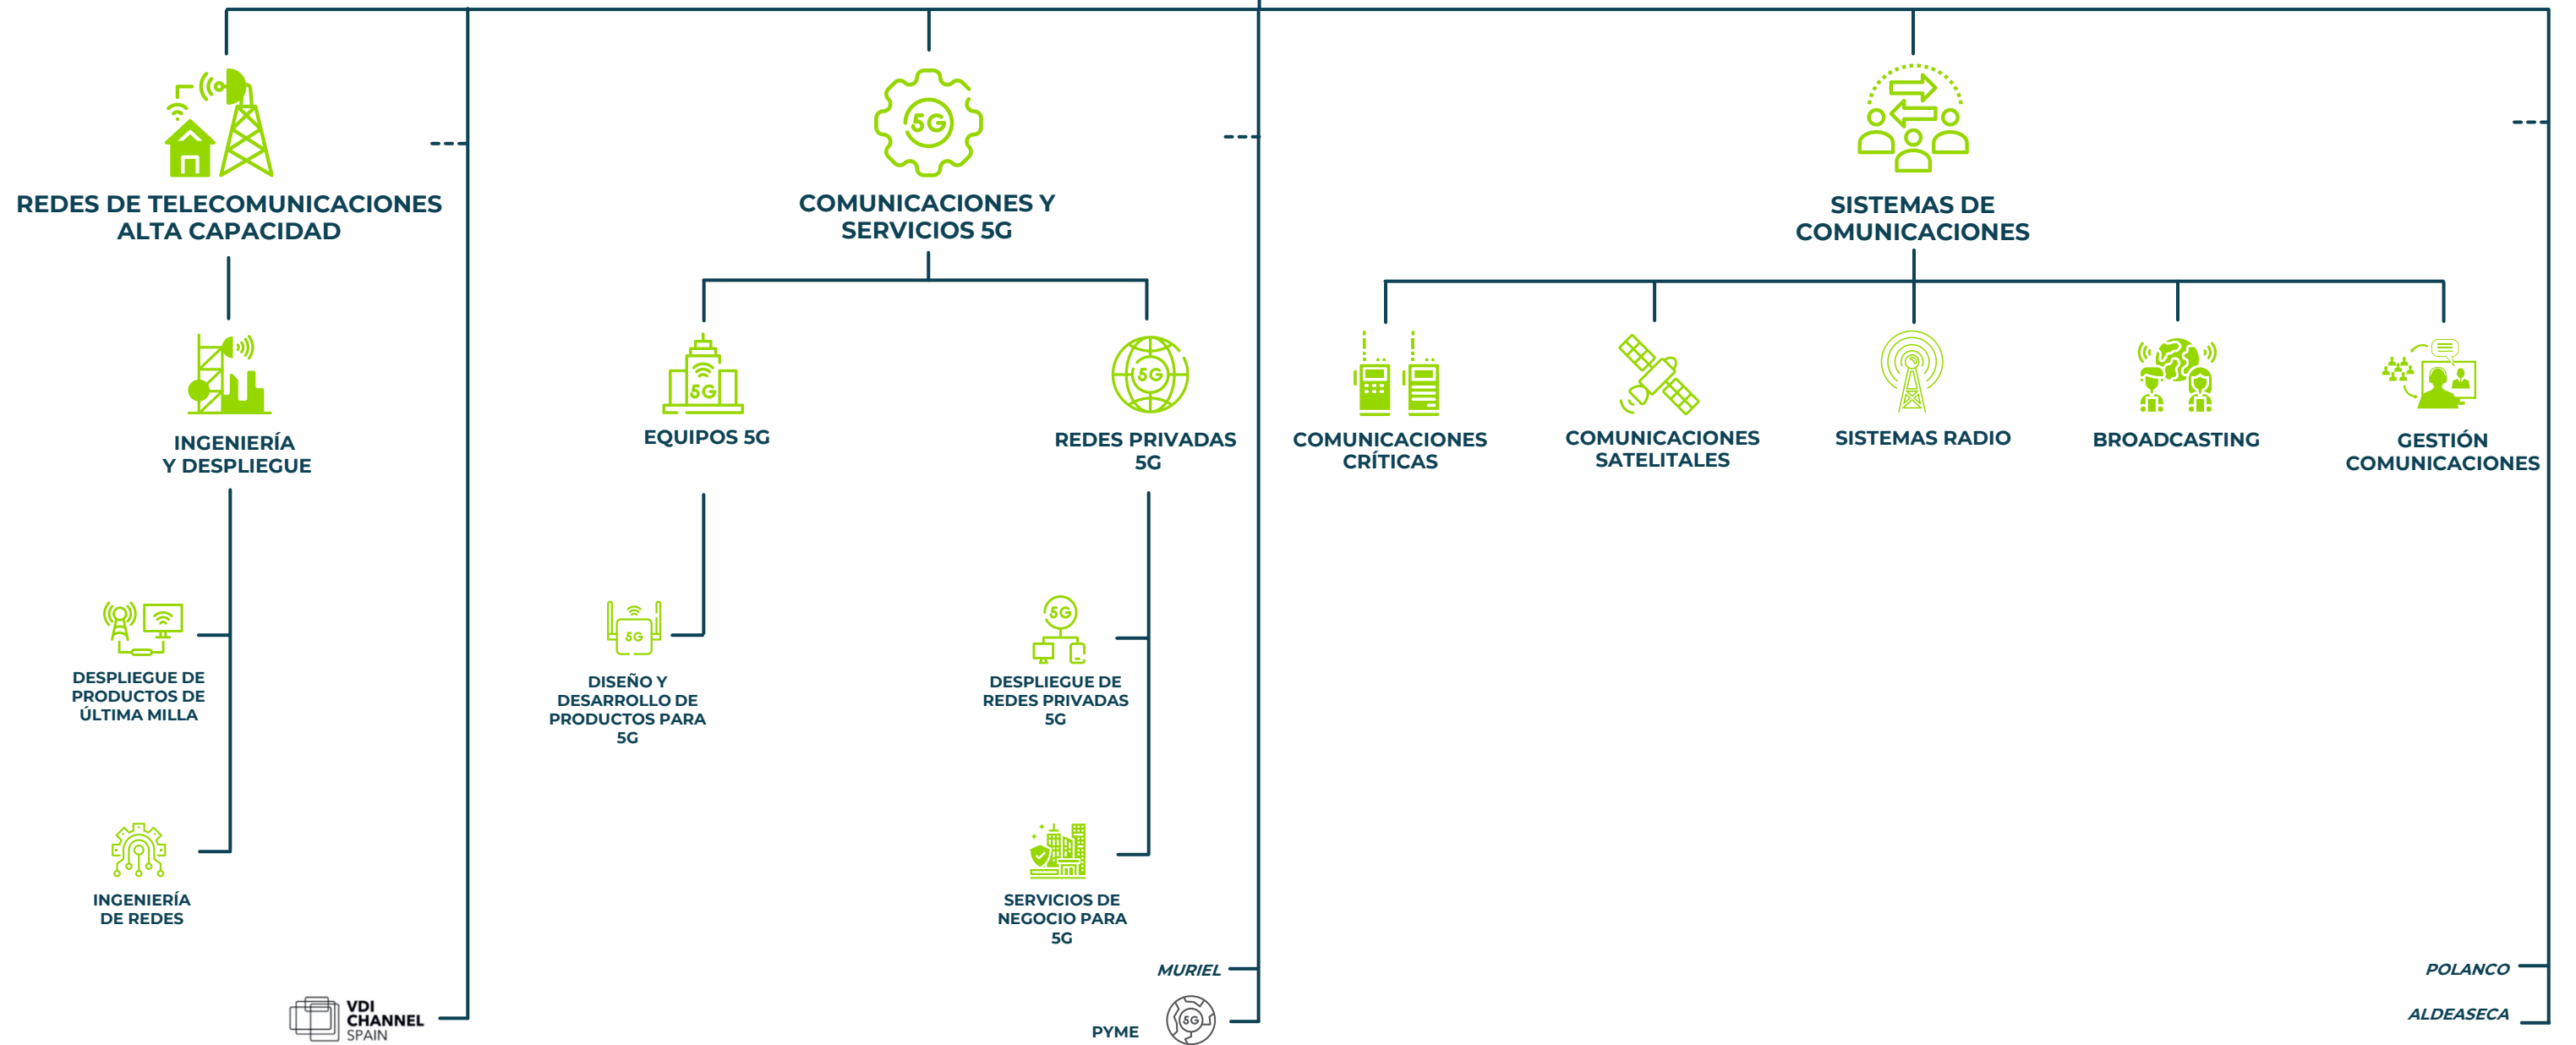 REDES DE TELECOMUNICACIONES
ALTA CAPACIDAD
5G
COMUNICACIONES Y
SERVICIOS 5G
SISTEMAS DE
COMUNICACIONES
INGENIERÍA
Y DESPLIEGUE
5G
EQUIPOS 5G
5G
REDES PRIVADAS
5G
COMUNICACIONES
CRÍTICAS
COMUNICACIONES
SATELITALES
SISTEMAS RADIO
BROADCASTING
GESTIÓN
COMUNICACIONES
DESPLIEGUE DE
PRODUCTOS DE
ÚLTIMA MILLA
5G
DISEÑO Y
DESARROLLO DE
PRODUCTOS PARA
5G
5G
DESPLIEGUE DE
REDES PRIVADAS
5G
INGENIERÍA
DE REDES
SERVICIOS DE
NEGOCIO PARA
5G
VDI
CHANNEL
SPAIN
MURIEL
PYME
5G
POLANCO
ALDEASECA